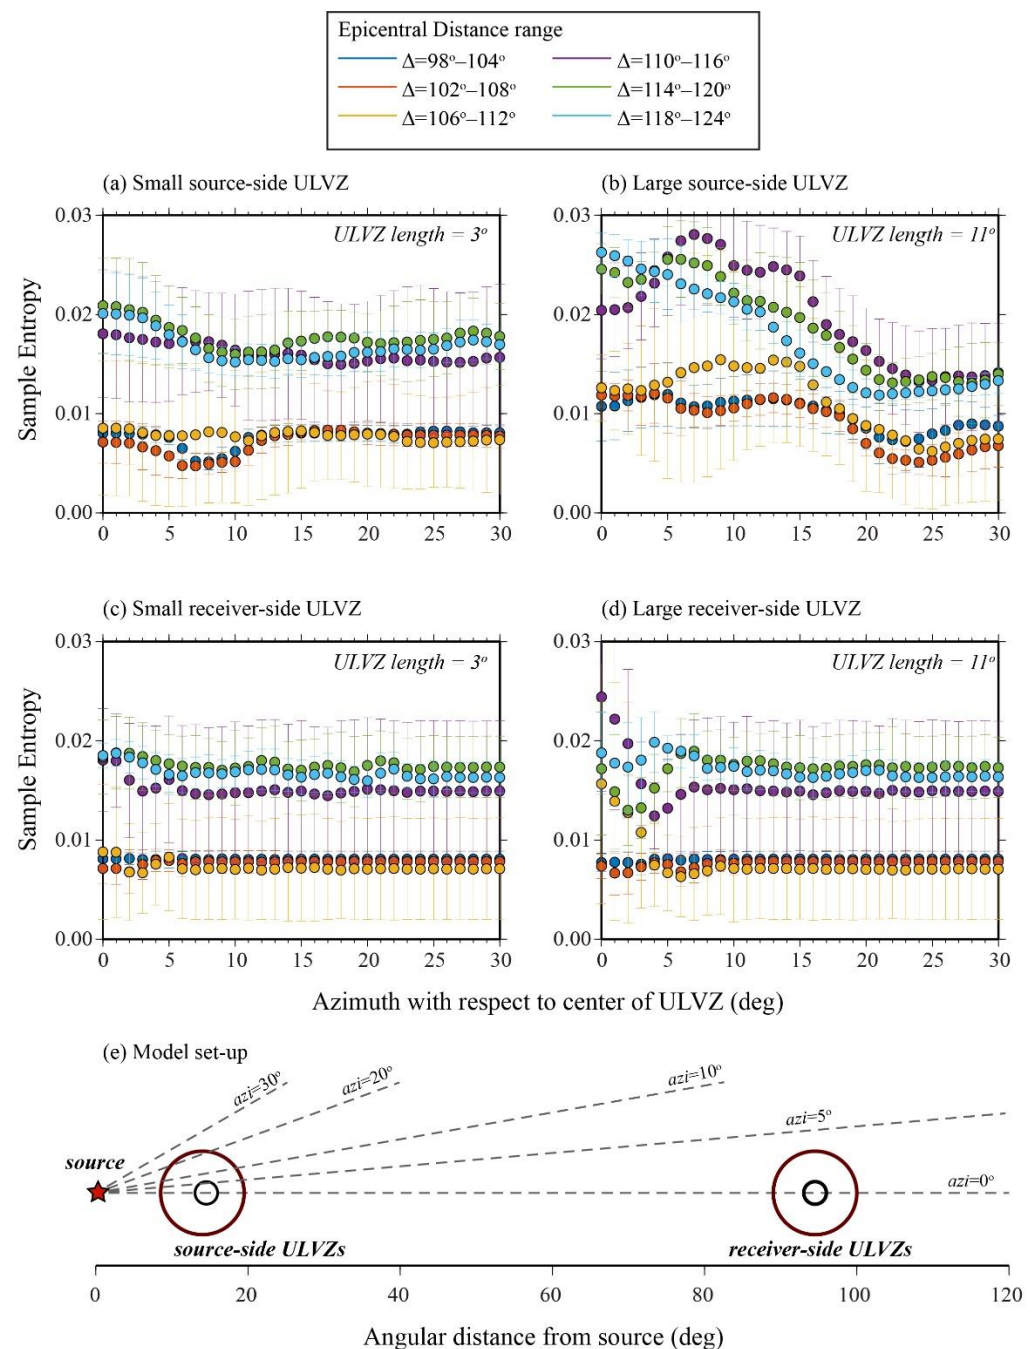 Epicentral Distance range
Δ=98°–104°
Δ=110°–116°
Δ=102°–108°
Δ=114°–120°
Δ=106°–112°
Δ=118°–124°
(a) Small source-side ULVZ
(b) Large source-side ULVZ
ULVZ length = 3°
ULVZ length = 11°
Sample Entropy
0.03
0.02
0.01
0.00
0 5 10 15 20 25 30
0.03
0.02
0.01
0.00
0 5 10 15 20 25 30
(c) Small receiver-side ULVZ
(d) Large receiver-side ULVZ
ULVZ length = 3°
ULVZ length = 11°
Sample Entropy
0.03
0.02
0.01
0.00
0 5 10 15 20 25 30
0.03
0.02
0.01
0.00
0 5 10 15 20 25 30
Azimuth with respect to center of ULVZ (deg)
(e) Model set-up
azi=30°
azi=20°
azi=10°
azi=5°
azi=0°
source
source-side ULVZs
receiver-side ULVZs
0 20 40 60 80 100 120
Angular distance from source (deg)